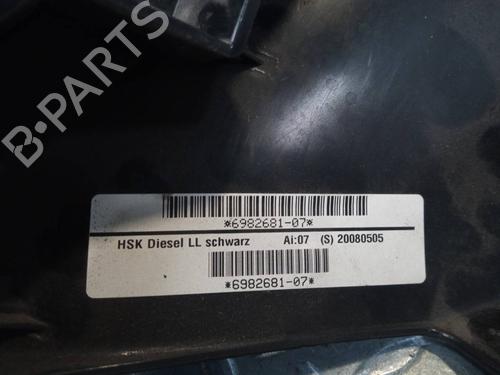 B-PARTS
*6982681-07*
HSK Diesel LL schwarz Ai:07 (S) 20080505
*6982681-07*